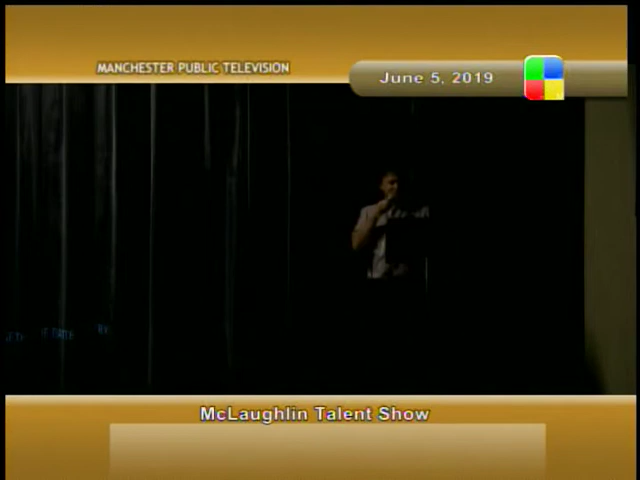 MANCHESTER PUBLIC TELEVISION
June 5, 2019
McLaughlin Talent Show